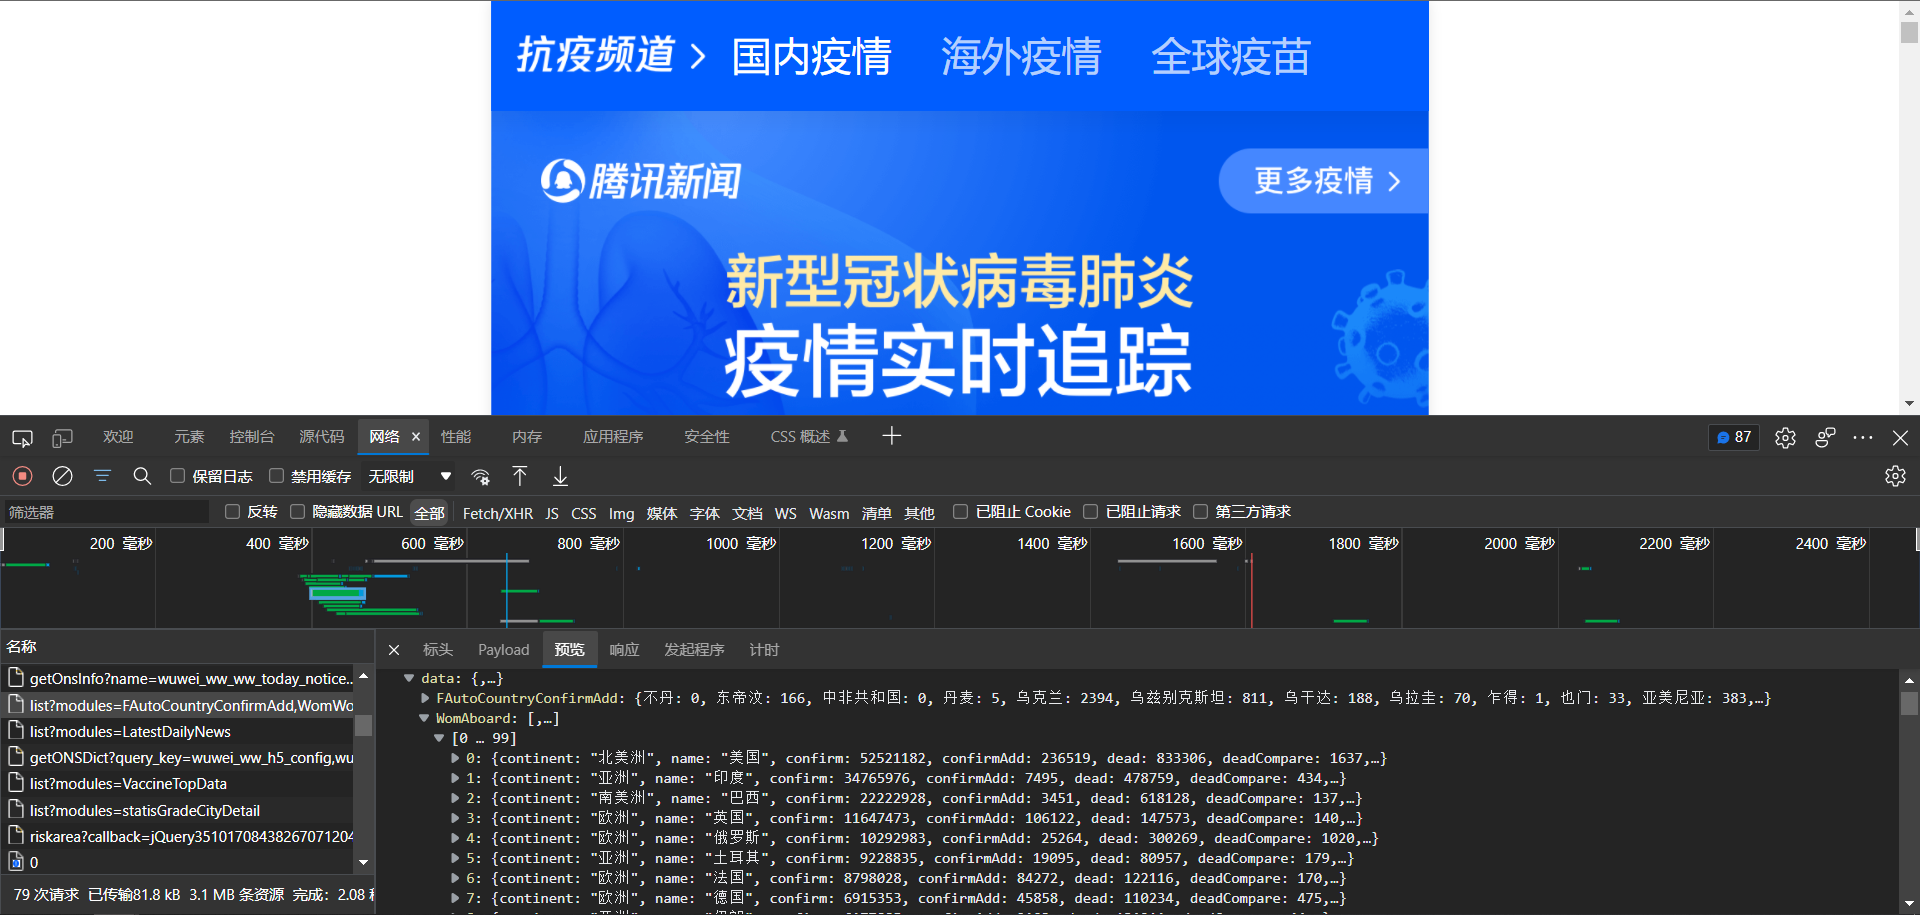 抗疫频道 > 国内疫情 海外疫情 全球疫苗
腾讯新闻
更多疫情 >
新型冠状病毒肺炎
疫情实时追踪
欢迎 元素 控制台 源代码 网络 × 性能 内存 应用程序 安全性 CSS 概述 87
保留日志 禁用缓存 无限制
筛选器 反转 隐藏数据 URL 全部 Fetch/XHR JS CSS Img 媒体 字体 文档 WS Wasm 清单 其他 已阻止 Cookie 已阻止请求 第三方请求
200 毫秒 400 毫秒 600 毫秒 800 毫秒 1000 毫秒 1200 毫秒 1400 毫秒 1600 毫秒 1800 毫秒 2000 毫秒 2200 毫秒 2400 毫秒
名称
getOnsInfo?name=wuwei_ww_ww_today_notice...
list?modules=FAutoCountryConfirmAdd,WomWo
list?modules=LatestDailyNews
getONSDict?query_key=wuwei_ww_h5_config,wu
list?modules=VaccineTopData
list?modules=statisGradeCityDetail
riskarea?callback=jQuery35101708438267071204
0
79 次请求 已传输81.8 kB 3.1 MB 条资源 完成: 2.08
标头 Payload 预览 响应 发起程序 计时
data: {,…}
FAutoCountryConfirmAdd: {不丹: 0, 东帝汶: 166, 中非共和国: 0, 丹麦: 5, 乌克兰: 2394, 乌兹别克斯坦: 811, 乌干达: 188, 乌拉圭: 70, 乍得: 1, 也门: 33, 亚美尼亚: 383,…}
WomAboard: [,…]
[0 … 99]
0: {continent: "北美洲", name: "美国", confirm: 52521182, confirmAdd: 236519, dead: 833306, deadCompare: 1637,…}
1: {continent: "亚洲", name: "印度", confirm: 34765976, confirmAdd: 7495, dead: 478759, deadCompare: 434,…}
2: {continent: "南美洲", name: "巴西", confirm: 22222928, confirmAdd: 3451, dead: 618128, deadCompare: 137,…}
3: {continent: "欧洲", name: "英国", confirm: 11647473, confirmAdd: 106122, dead: 147573, deadCompare: 140,…}
4: {continent: "欧洲", name: "俄罗斯", confirm: 10292983, confirmAdd: 25264, dead: 300269, deadCompare: 1020,…}
5: {continent: "亚洲", name: "土耳其", confirm: 9228835, confirmAdd: 19095, dead: 80957, deadCompare: 179,…}
6: {continent: "欧洲", name: "法国", confirm: 8798028, confirmAdd: 84272, dead: 122116, deadCompare: 170,…}
7: {continent: "欧洲", name: "德国", confirm: 6915353, confirmAdd: 45858, dead: 110234, deadCompare: 475,…}